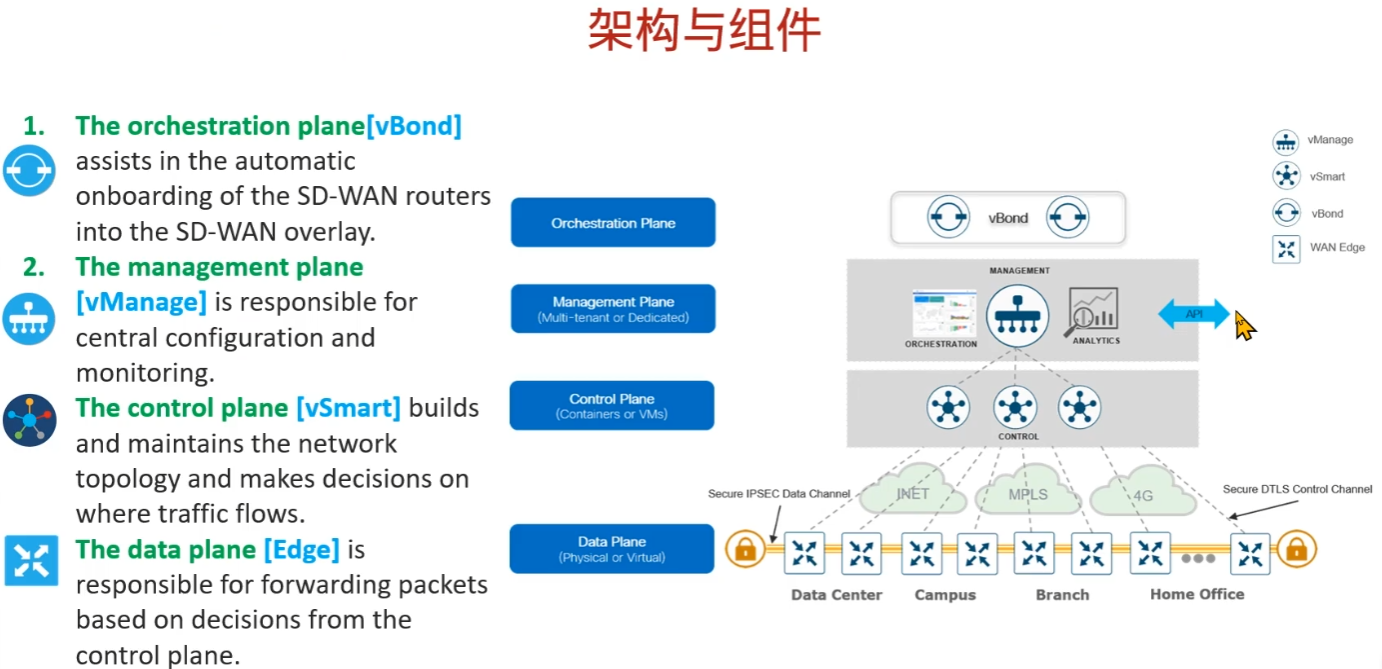 架构与组件
1. The orchestration plane[vBond]
assists in the automatic
onboarding of the SD-WAN routers
into the SD-WAN overlay.
2. The management plane
[vManage] is responsible for
central configuration and
monitoring.
The control plane [vSmart] builds
and maintains the network
topology and makes decisions on
where traffic flows.
The data plane [Edge] is
responsible for forwarding packets
based on decisions from the
control plane.
Orchestration Plane
Management Plane
(Multi-tenant or Dedicated)
Control Plane
(Containers or VMs)
Data Plane
(Physical or Virtual)
vBond
MANAGEMENT
ORCHESTRATION
ANALYTICS
API
CONTROL
INET
MPLS
4G
Secure IPSEC Data Channel
Secure DTLS Control Channel
Data Center
Campus
Branch
Home Office
vManage
vSmart
vBond
WAN Edge